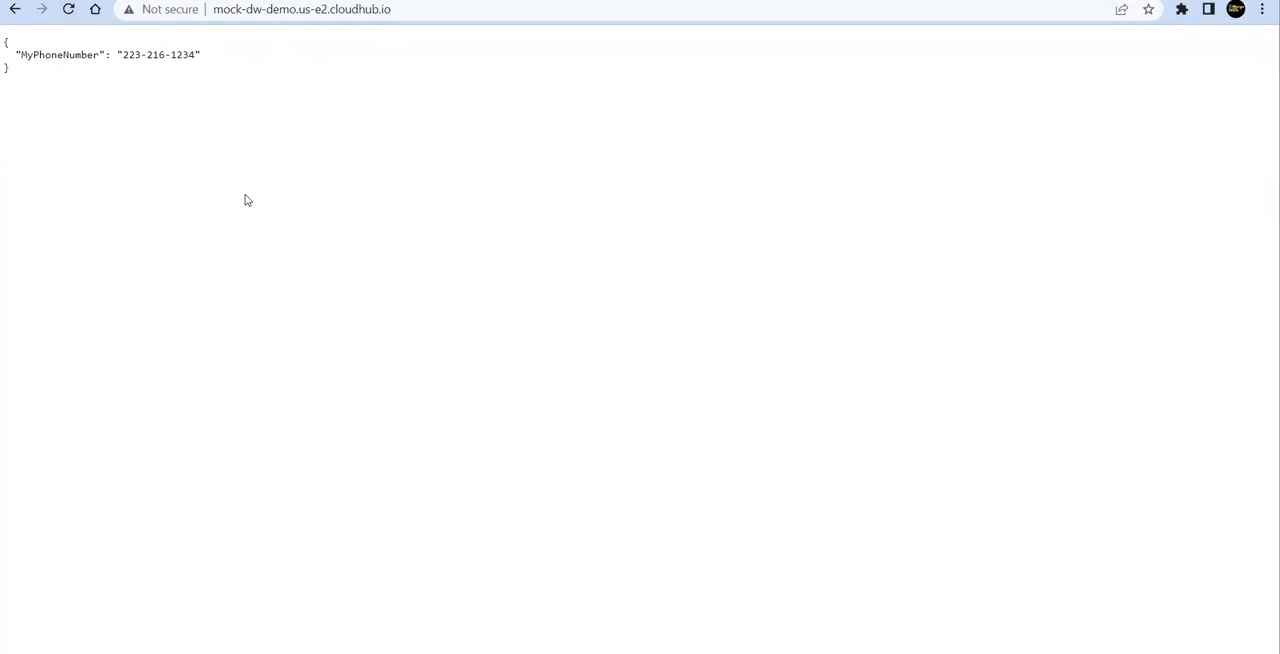 Not secure | mock-dw-demo.us-e2.cloudhub.io
{
"MyPhoneNumber": "223-216-1234"
}